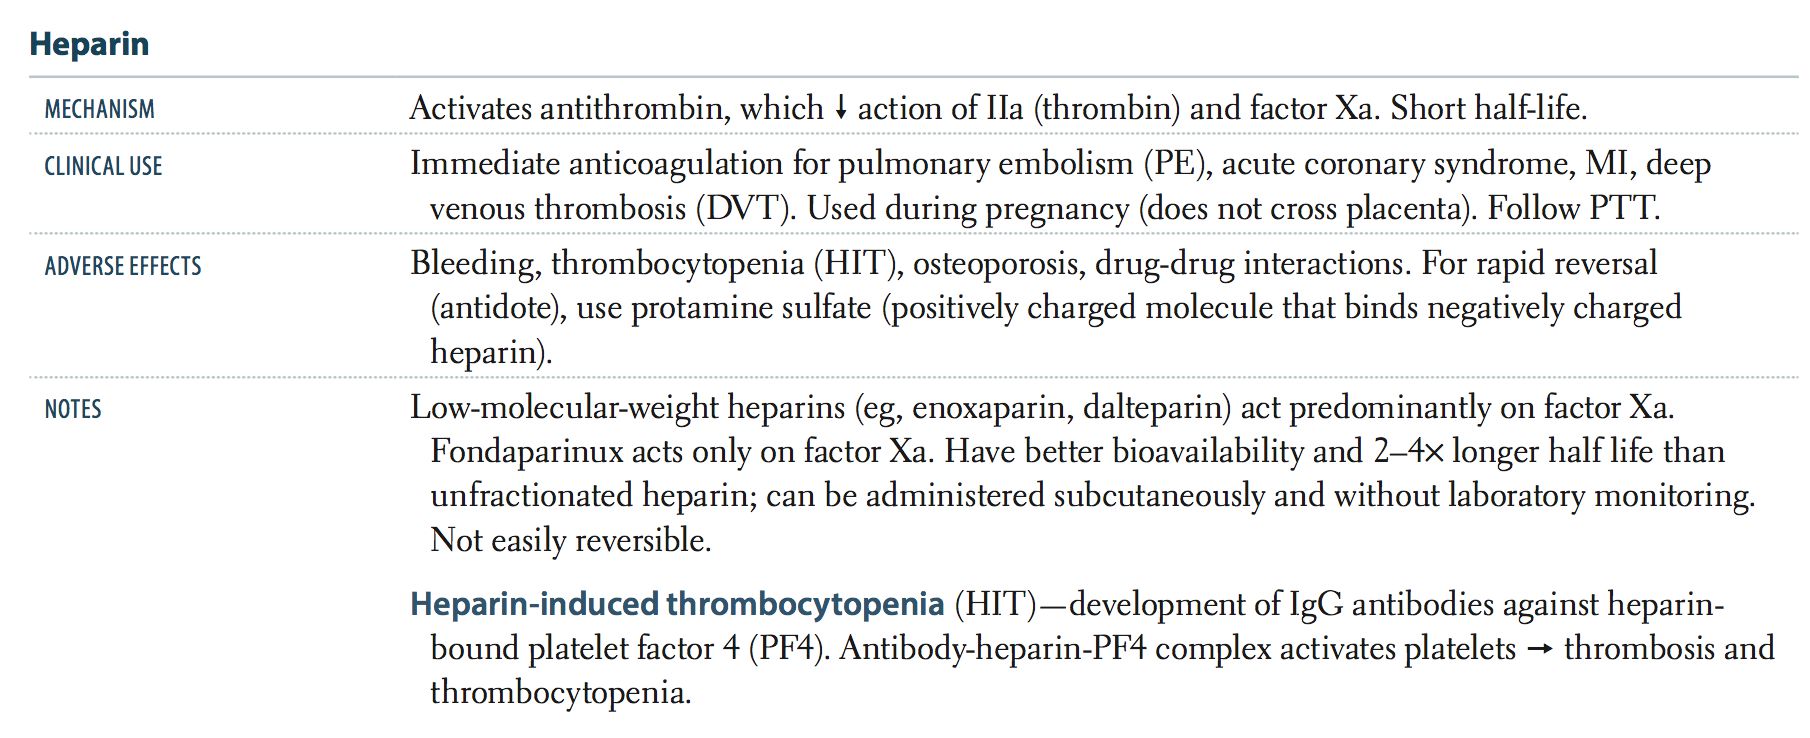 Heparin
MECHANISM
Activates antithrombin, which ↓ action of IIa (thrombin) and factor Xa. Short half-life.
CLINICAL USE
Immediate anticoagulation for pulmonary embolism (PE), acute coronary syndrome, MI, deep
venous thrombosis (DVT). Used during pregnancy (does not cross placenta). Follow PTT.
ADVERSE EFFECTS
Bleeding, thrombocytopenia (HIT), osteoporosis, drug-drug interactions. For rapid reversal
(antidote), use protamine sulfate (positively charged molecule that binds negatively charged
heparin).
NOTES
Low-molecular-weight heparins (eg, enoxaparin, dalteparin) act predominantly on factor Xa.
Fondaparinux acts only on factor Xa. Have better bioavailability and 2–4× longer half life than
unfractionated heparin; can be administered subcutaneously and without laboratory monitoring.
Not easily reversible.
Heparin-induced thrombocytopenia (HIT)—development of IgG antibodies against heparin-
bound platelet factor 4 (PF4). Antibody-heparin-PF4 complex activates platelets → thrombosis and
thrombocytopenia.